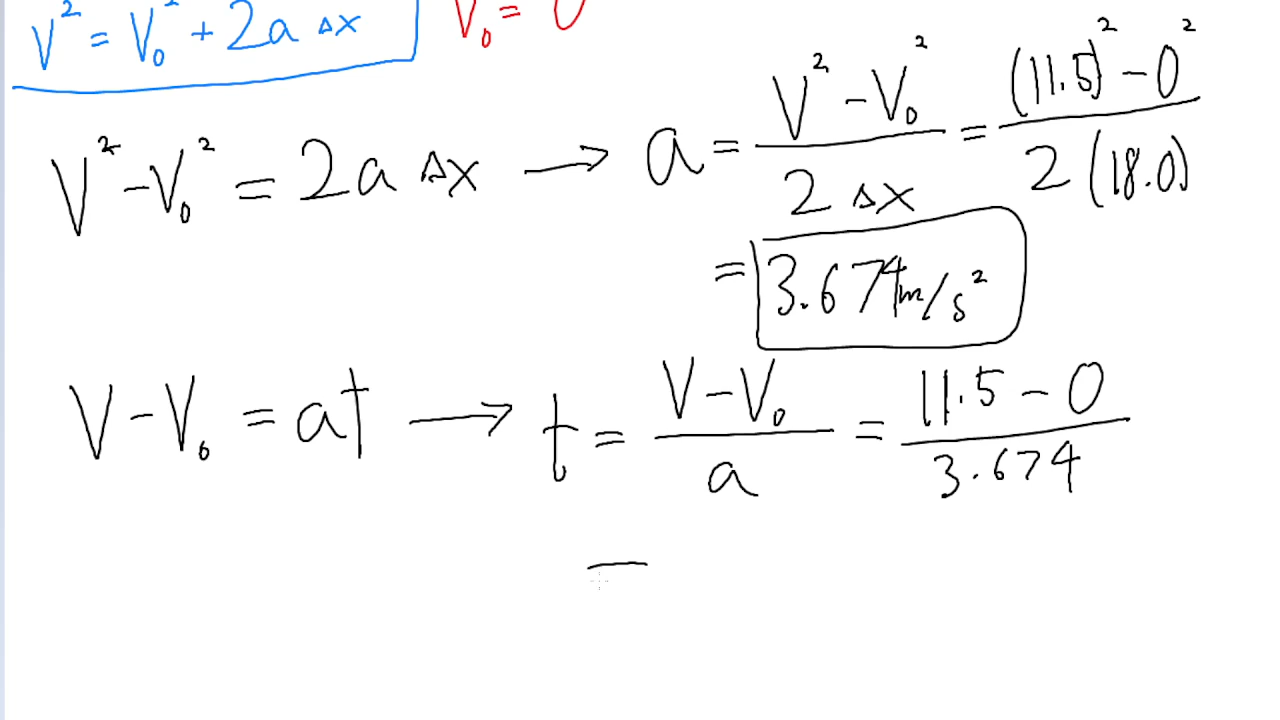 V² = V₀² + 2a Δx   V₀ = 0
V² - V₀² = 2a Δx → a = (V² - V₀²) / (2 Δx) = ((11.5)² - 0²) / (2 (18.0))
= 3.674 m/s²
V - V₀ = at → t = (V - V₀) / a = (11.5 - 0) / 3.674